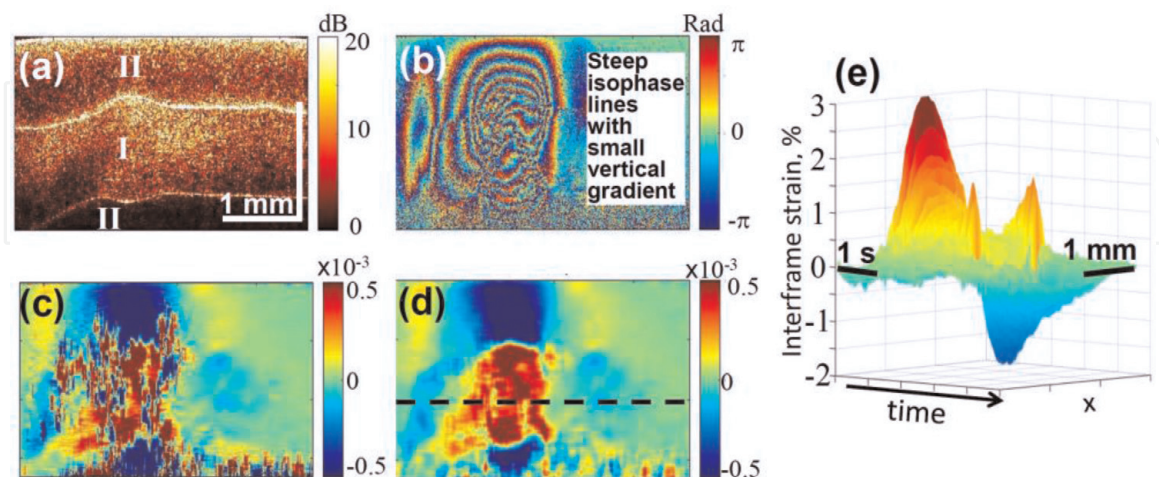 (a)
II
I
II
1 mm
dB
20
10
0
(b)
Steep
isophase
lines
with
small
vertical
gradient
Rad
π
0
-π
(c)
x10⁻³
0.5
0
-0.5
(d)
x10⁻³
0.5
0
-0.5
(e)
Interframe strain, %
3
2
1
0
-1
-2
1 s
1 mm
time
x